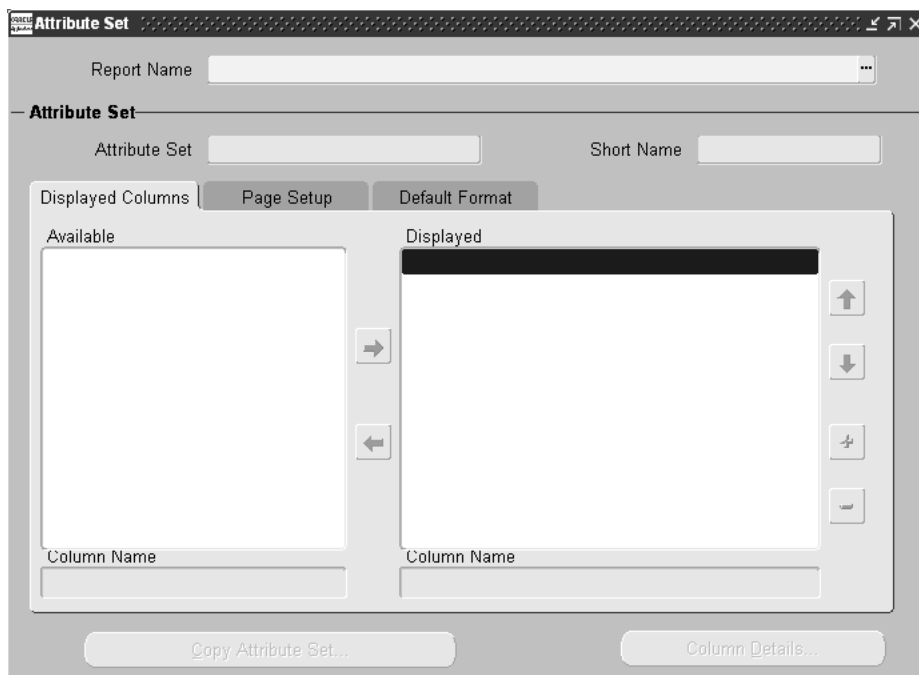 Attribute Set
Report Name
...
Attribute Set
Attribute Set
Short Name
Displayed Columns
Page Setup
Default Format
Available
Displayed
Column Name
Column Name
Copy Attribute Set...
Column Details...